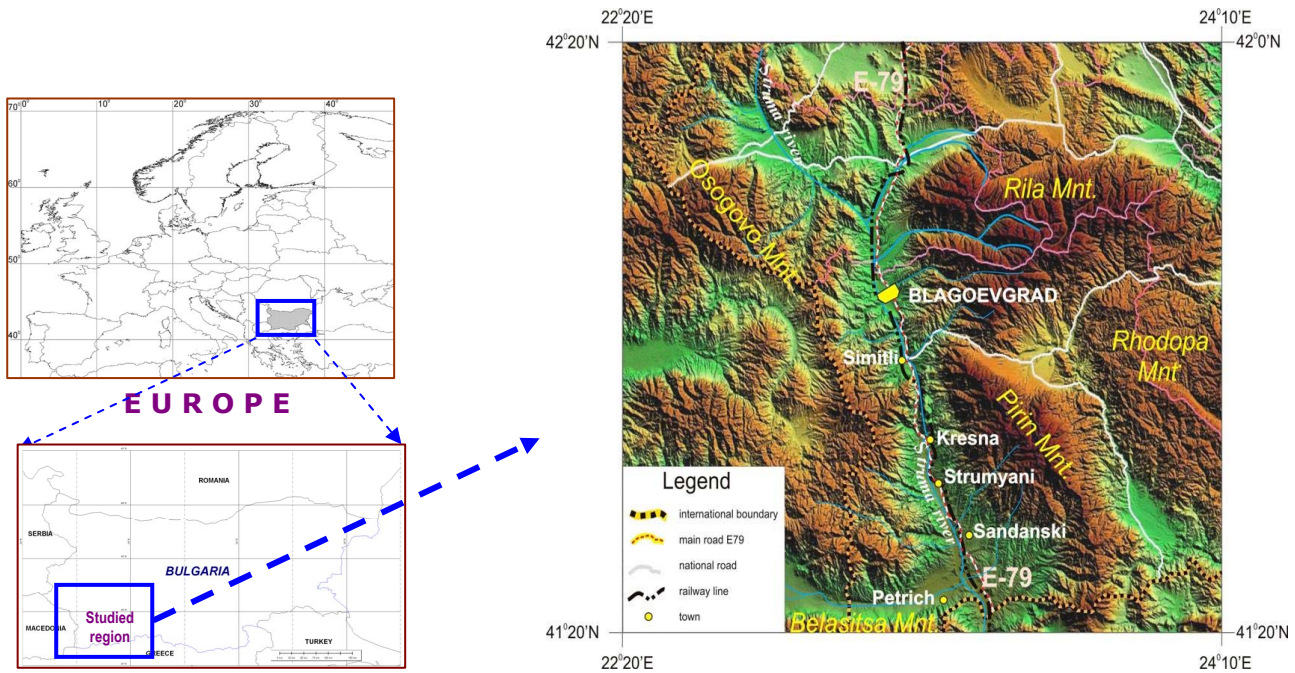 70°
0°
10°
20°
30°
40°
60°
50°
40°
EUROPE
ROMANIA
SERBIA
BULGARIA
Studied
region
MACEDONIA
GREECE
TURKEY
22°20'E
24°10'E
42°20'N
42°0'N
Struma river
E-79
Osogovo Mnt.
Rila Mnt.
BLAGOEVGRAD
Simitli
Rhodopa
Mnt
Pirin Mnt
Kresna
Struma river
Strumyani
Sandanski
E-79
Petrich
Belasitsa Mnt.
Legend
international boundary
main road E79
national road
railway line
town
41°20'N
41°20'N
22°20'E
24°10'E